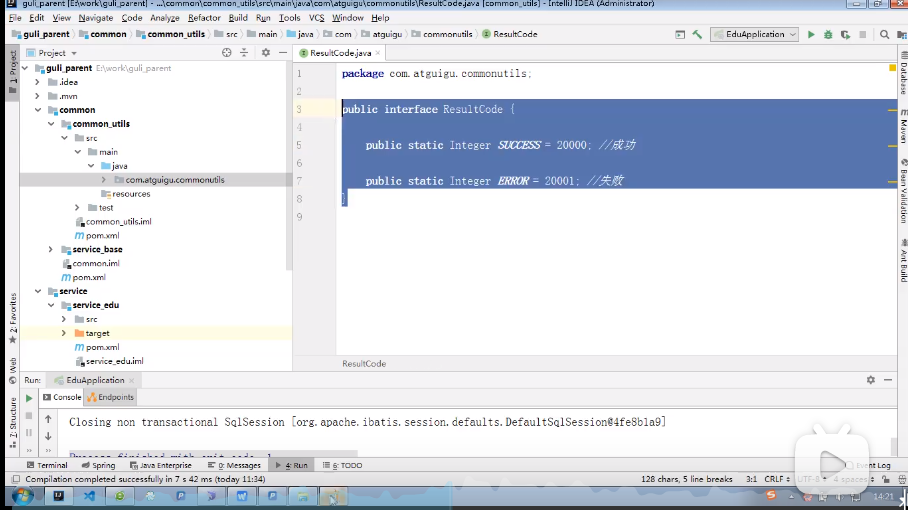 guli_parent [E:\work\guli_parent] - ...\common\common_utils\src\main\java\com\atguigu\commonutils\ResultCode.java [common_utils] - IntelliJ IDEA (Administrator)
File Edit View Navigate Code Analyze Refactor Build Run Tools VCS Window Help
guli_parent common common_utils src main java com atguigu commonutils ResultCode EduApplication
Project ResultCode.java
1: Project
Z: Structure
2: Favorites
Web
guli_parent E:\work\guli_parent
.idea
.mvn
common
common_utils
src
main
java
com.atguigu.commonutils
resources
test
common_utils.iml
pom.xml
service_base
common.iml
pom.xml
service
service_edu
src
target
pom.xml
service_edu.iml
1 package com.atguigu.commonutils;
2
3 public interface ResultCode {
4
5 public static Integer SUCCESS = 20000; //成功
6
7 public static Integer ERROR = 20001; //失败
8 }
9
ResultCode
Database
Maven
Bean Validation
Ant Build
Run: EduApplication
Console Endpoints
Closing non transactional SqlSession [org.apache.ibatis.session.defaults.DefaultSqlSession@4fe8b1a9]
Terminal Spring Java Enterprise 0: Messages 4: Run 6: TODO Event Log
Compilation completed successfully in 7 s 42 ms (today 11:34) 128 chars, 5 line breaks 3:1 CRLF UTF-8 4 spaces
14:21